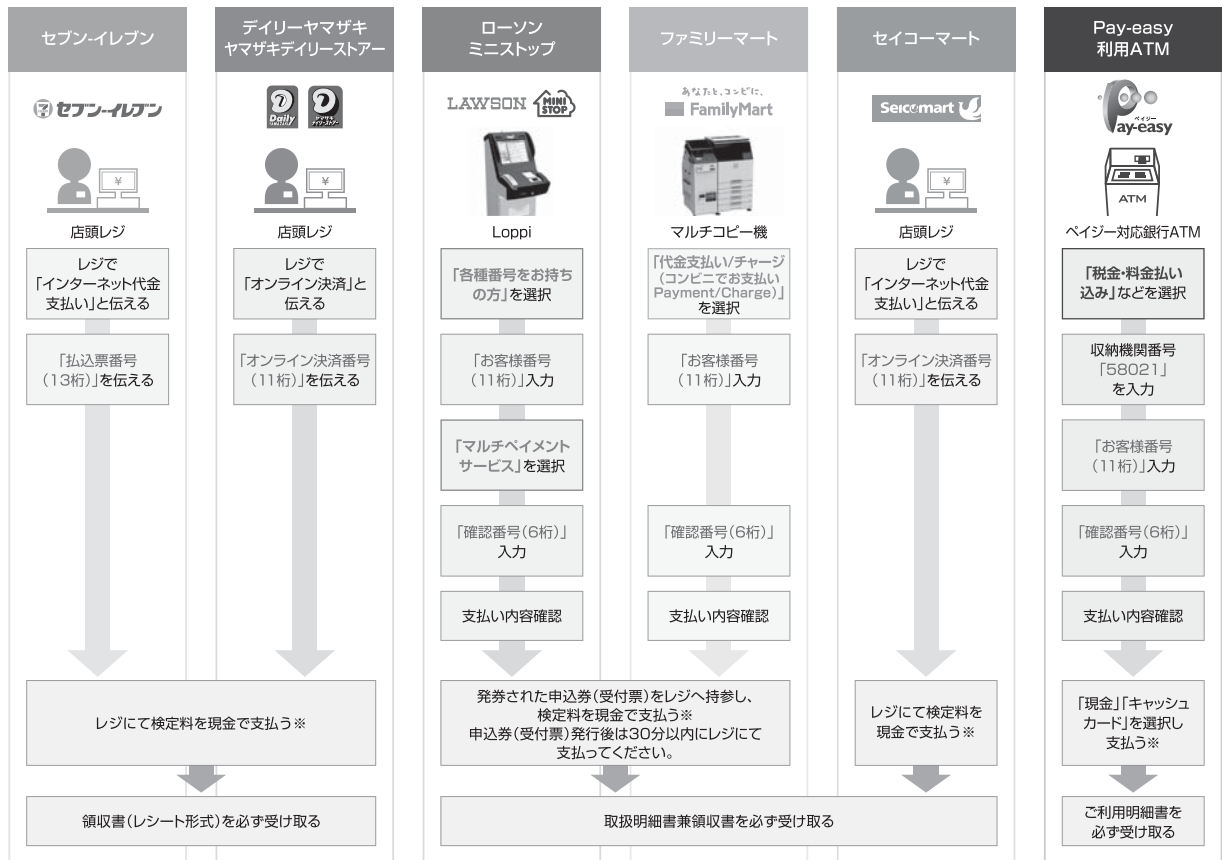 セブン-イレブン
デイリーヤマザキ
ヤマザキデイリーストアー
ローソン
ミニストップ
ファミリーマート
セイコーマート
Pay-easy
利用ATM
セブン-イレブン
Daily
YAMAZAKI
ヤマザキ
デイリーストアー
LAWSON
MINI
STOP
あなたと、コンビに、
FamilyMart
Seicomart
ペイジー
Pay-easy
¥
¥
¥
ATM
店頭レジ
店頭レジ
Loppi
マルチコピー機
店頭レジ
ペイジー対応銀行ATM
レジで
「インターネット代金
支払い」と伝える
レジで
「オンライン決済」と
伝える
「各種番号をお持ち
の方」を選択
「代金支払い/チャージ
(コンビニでお支払い
Payment/Charge)」
を選択
レジで
「インターネット代金
支払い」と伝える
「税金・料金払い
込み」などを選択
「払込票番号
(13桁)」を伝える
「オンライン決済番号
(11桁)」を伝える
「お客様番号
(11桁)」入力
「お客様番号
(11桁)」入力
「オンライン決済番号
(11桁)」を伝える
収納機関番号
「58021」
を入力
「マルチペイメント
サービス」を選択
「お客様番号
(11桁)」入力
「確認番号(6桁)」
入力
「確認番号(6桁)」
入力
「確認番号(6桁)」
入力
支払い内容確認
支払い内容確認
支払い内容確認
レジにて検定料を現金で支払う※
発券された申込券(受付票)をレジへ持参し、
検定料を現金で支払う※
申込券(受付票)発行後は30分以内にレジにて
支払ってください。
レジにて検定料を
現金で支払う※
「現金」「キャッシュ
カード」を選択し
支払う※
領収書(レシート形式)を必ず受け取る
取扱明細書兼領収書を必ず受け取る
ご利用明細書を
必ず受け取る